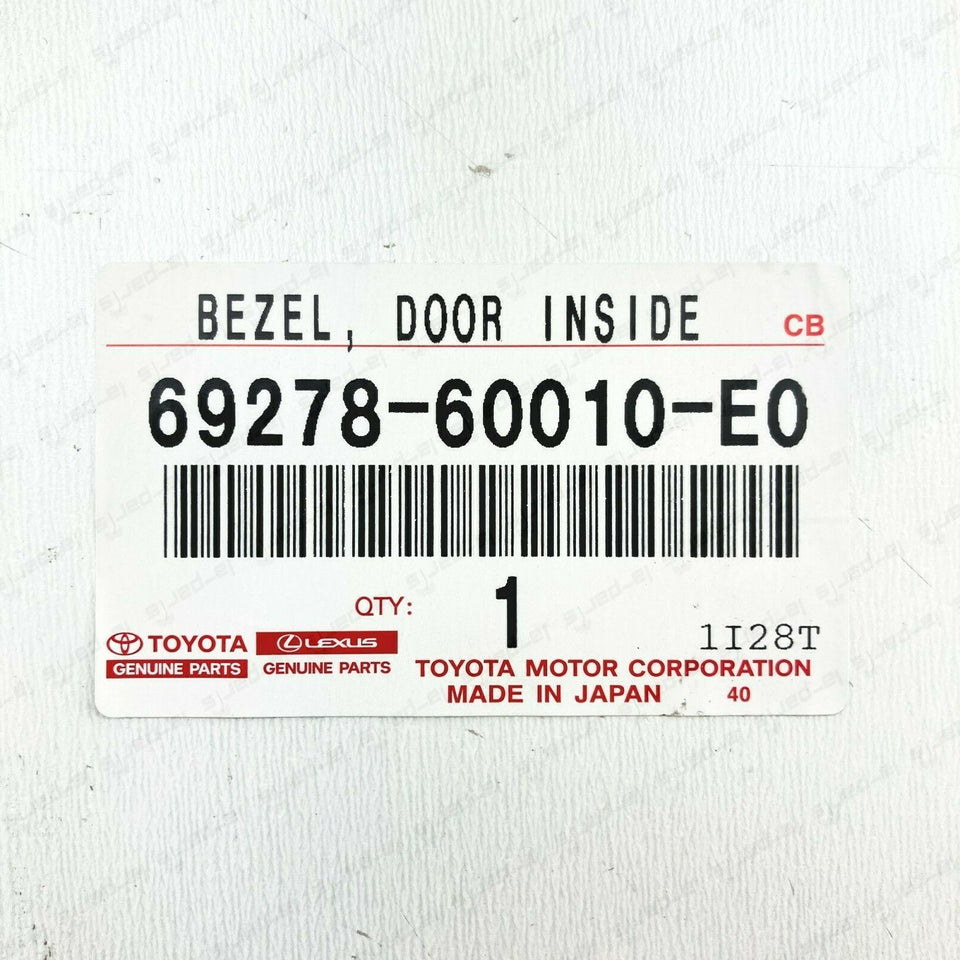 BEZEL, DOOR INSIDE CB
69278-60010-E0
QTY: 1
1I28T
TOYOTA LEXUS
GENUINE PARTS GENUINE PARTS
TOYOTA MOTOR CORPORATION
MADE IN JAPAN 40